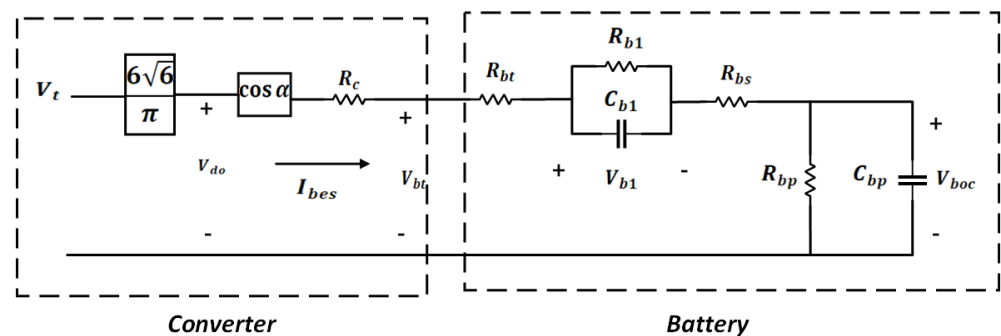 V_t
6√6
π
+
V_do
-
cos α
I_bes
R_c
+
V_bt
-
R_bt
R_b1
C_b1
+
V_b1
-
R_bs
R_bp
C_bp
+
V_boc
-
Converter
Battery